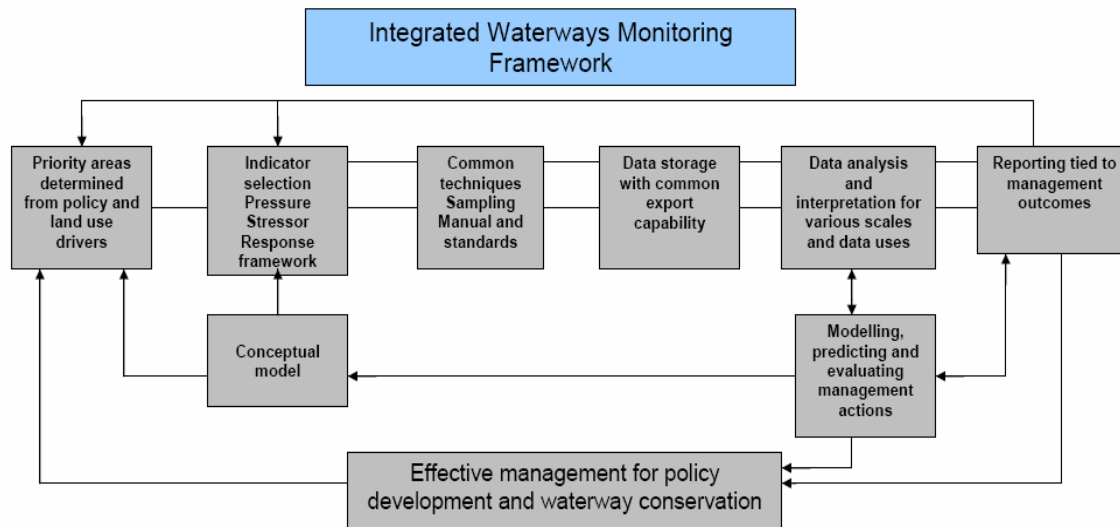 Integrated Waterways Monitoring
Framework
Priority areas
determined
from policy and
land use
drivers
Indicator
selection
Pressure
Stressor
Response
framework
Common
techniques
Sampling
Manual and
standards
Data storage
with common
export
capability
Data analysis
and
interpretation for
various scales
and data uses
Reporting tied to
management
outcomes
Conceptual
model
Modelling,
predicting and
evaluating
management
actions
Effective management for policy
development and waterway conservation